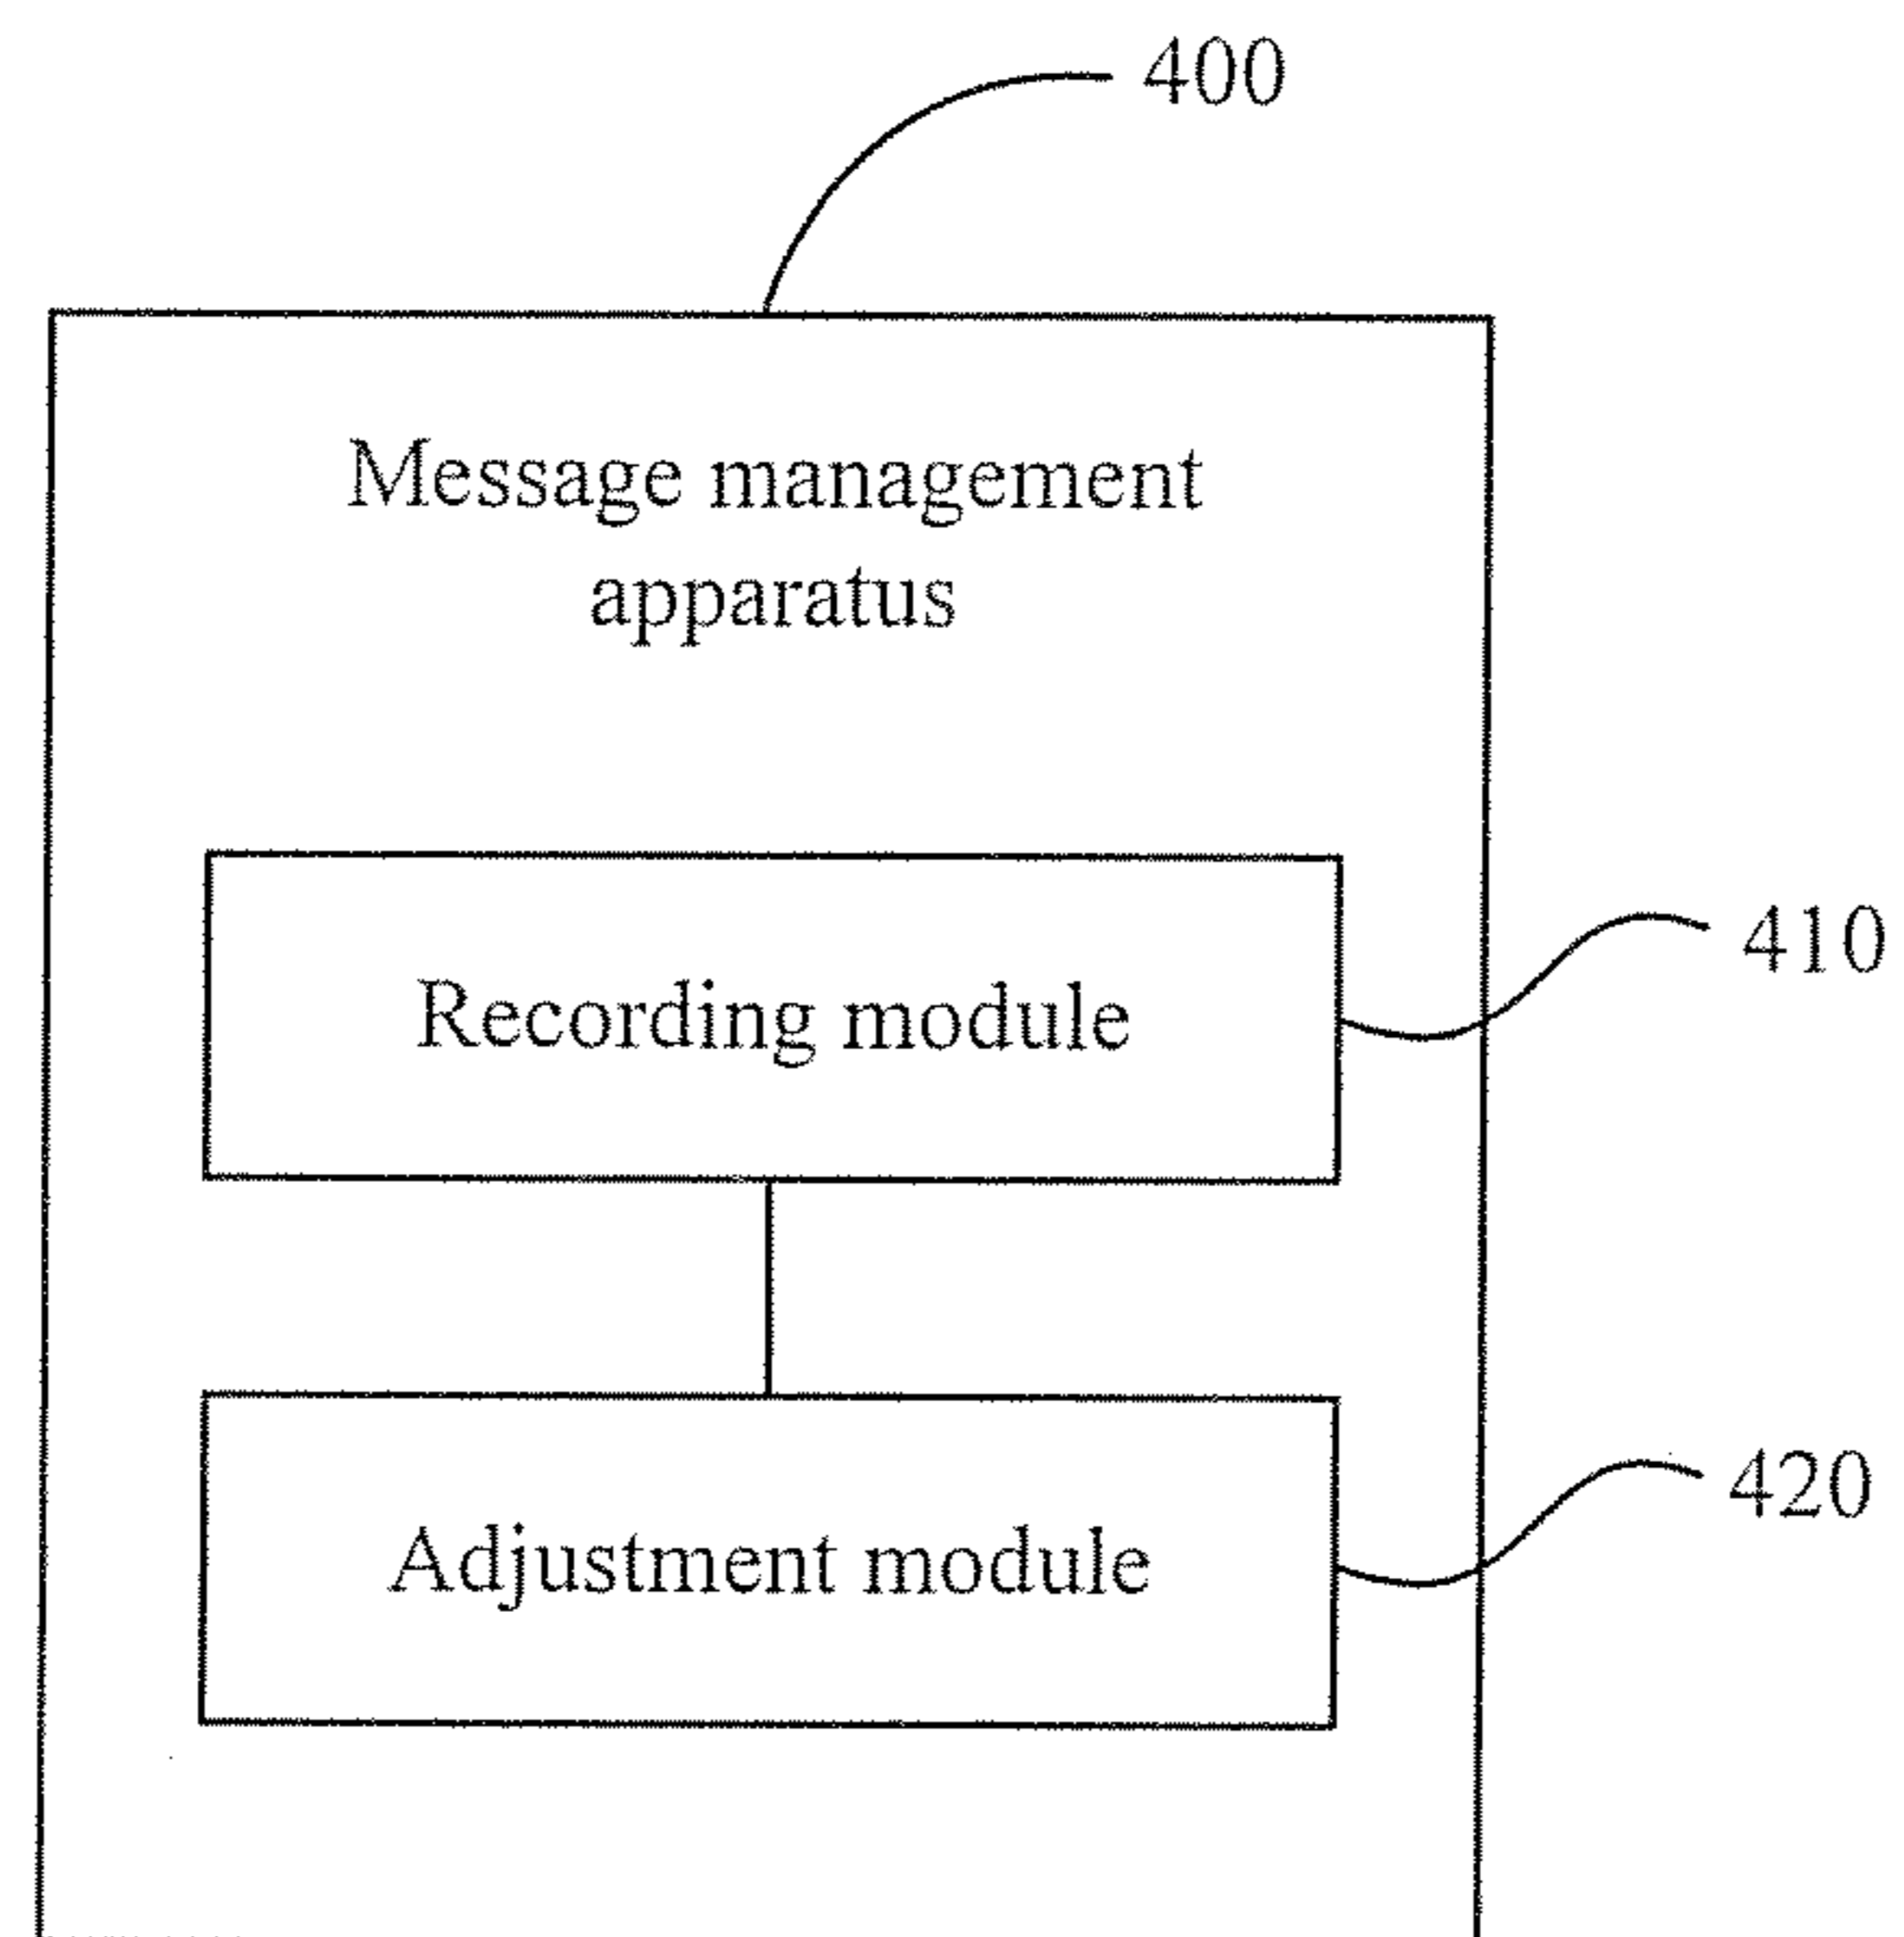 400
Message management
apparatus
Recording module
410
Adjustment module
420